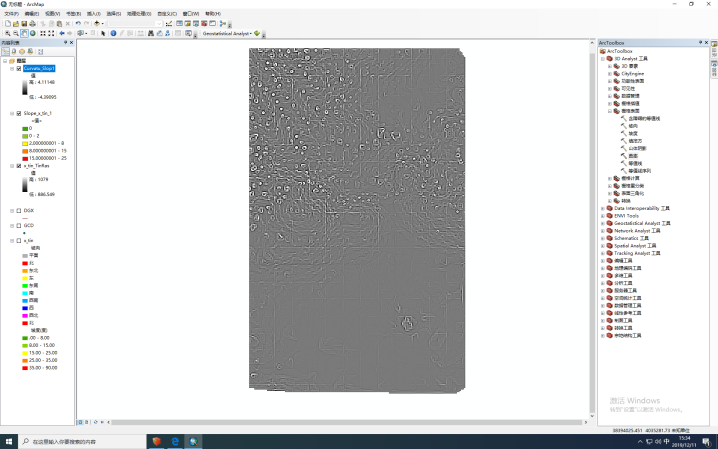 无标题 - ArcMap
文件(F) 编辑(E) 视图(V) 书签(B) 插入(I) 选择(S) 地理处理(G) 自定义(C) 窗口(W) 帮助(H)
Geostatistical Analyst
内容列表
图层
Curvatu_Slop1
值
高 : 4.11148
低 : -4.39095
Slope_x_tin_1
<值>
0
0 - 2
2.000000001 - 8
8.000000001 - 15
15.00000001 - 25
x_tin_TinRas
值
高 : 1079
低 : 886.549
DGX
GCD
x_tin
坡向
平面
北
东北
东
东南
南
西南
西
西北
北
坡度(度)
.00 - 8.00
8.00 - 15.00
15.00 - 25.00
25.00 - 35.00
35.00 - 90.00
ArcToolbox
ArcToolbox
3D Analyst 工具
3D 要素
CityEngine
功能性表面
可见性
数据管理
栅格插值
栅格表面
含障碍的等值线
坡向
坡度
填挖方
山体阴影
曲率
等值线
等值线序列
栅格计算
栅格重分类
表面三角化
转换
Data Interoperability 工具
ENVI Tools
Geostatistical Analyst 工具
Network Analyst 工具
Schematics 工具
Spatial Analyst 工具
Tracking Analyst 工具
编辑工具
地理编码工具
多维工具
分析工具
服务器工具
空间统计工具
数据管理工具
线性参考工具
制图工具
转换工具
宗地结构工具
激活 Windows
转到"设置"以激活 Windows。
38394025.451 4035281.73 未知单位
在这里输入你要搜索的内容
中
15:34
2019/12/11